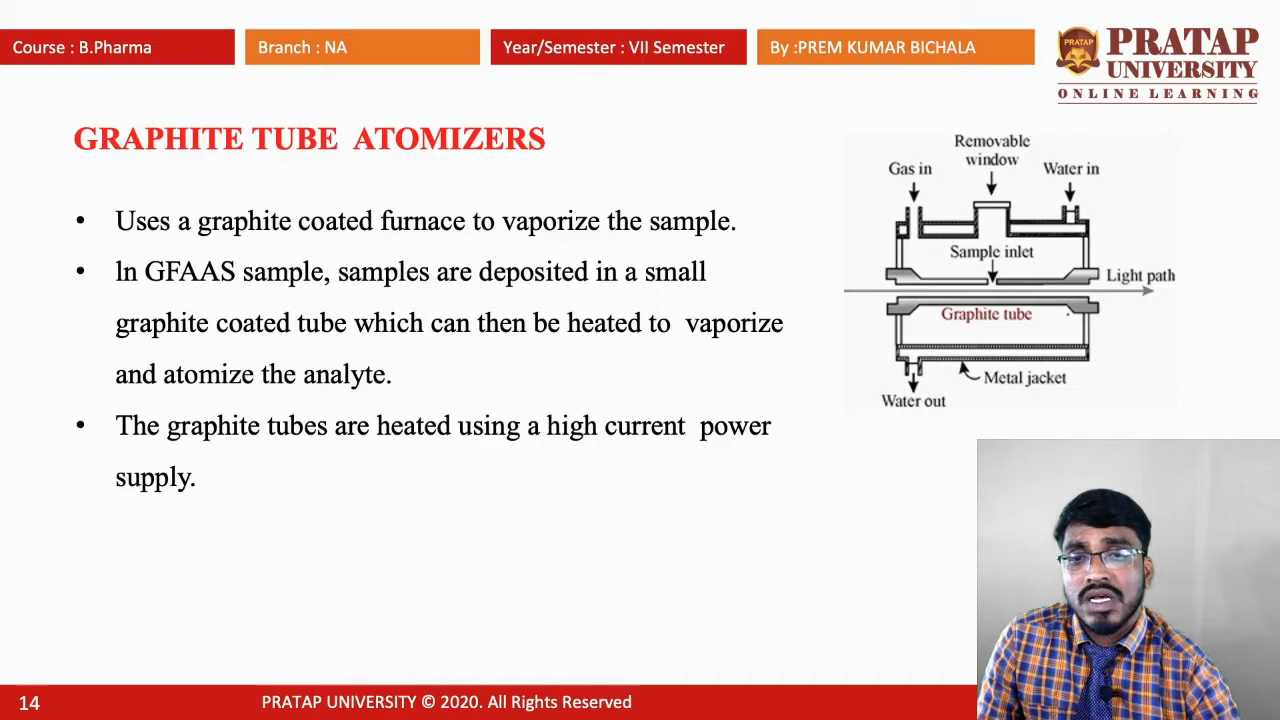 Course : B.Pharma
Branch : NA
Year/Semester : VII Semester
By :PREM KUMAR BICHALA
PRATAP
PRATAP
UNIVERSITY
ONLINE LEARNING
GRAPHITE TUBE ATOMIZERS
• Uses a graphite coated furnace to vaporize the sample.
• ln GFAAS sample, samples are deposited in a small
graphite coated tube which can then be heated to vaporize
and atomize the analyte.
• The graphite tubes are heated using a high current power
supply.
Removable
window
Gas in
Water in
Sample inlet
Light path
Graphite tube
Metal jacket
Water out
14
PRATAP UNIVERSITY © 2020. All Rights Reserved